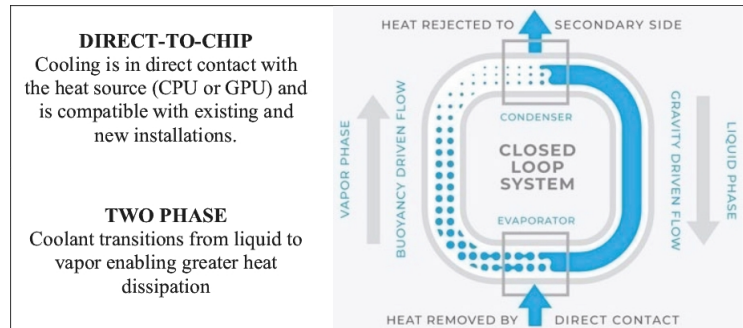 DIRECT-TO-CHIP
Cooling is in direct contact with
the heat source (CPU or GPU) and
is compatible with existing and
new installations.
TWO PHASE
Coolant transitions from liquid to
vapor enabling greater heat
dissipation
HEAT REJECTED TO SECONDARY SIDE
VAPOR PHASE
BUOYANCY DRIVEN FLOW
CONDENSER
CLOSED
LOOP
SYSTEM
EVAPORATOR
GRAVITY DRIVEN FLOW
LIQUID PHASE
HEAT REMOVED BY DIRECT CONTACT